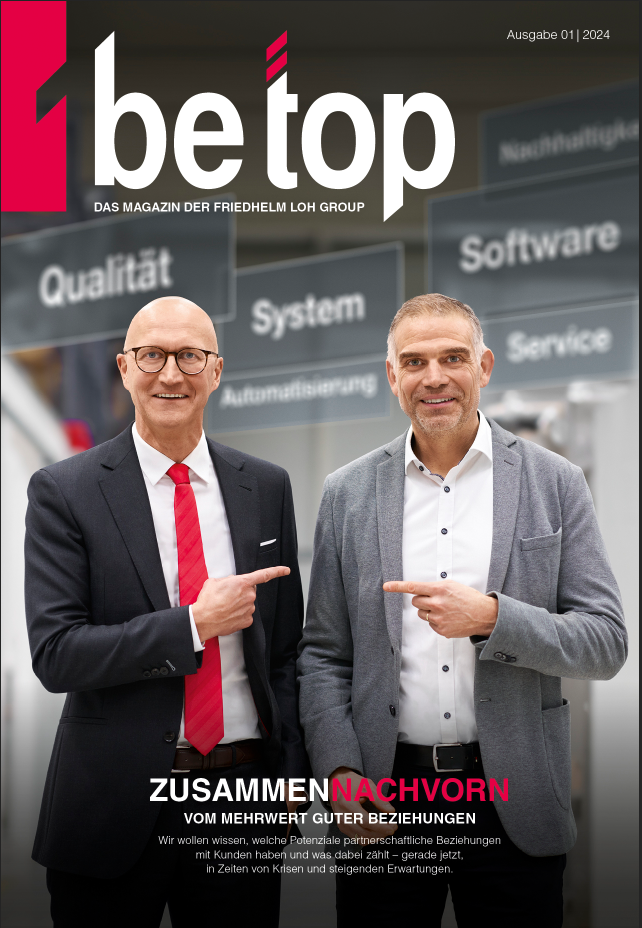 Ausgabe 01 | 2024
be top
DAS MAGAZIN DER FRIEDHELM LOH GROUP
Nachhaltigke
Qualität
Software
System
Service
Automatisierung
ZUSAMMENNACHVORN
VOM MEHRWERT GUTER BEZIEHUNGEN
Wir wollen wissen, welche Potenziale partnerschaftliche Beziehungen
mit Kunden haben und was dabei zählt – gerade jetzt,
in Zeiten von Krisen und steigenden Erwartungen.